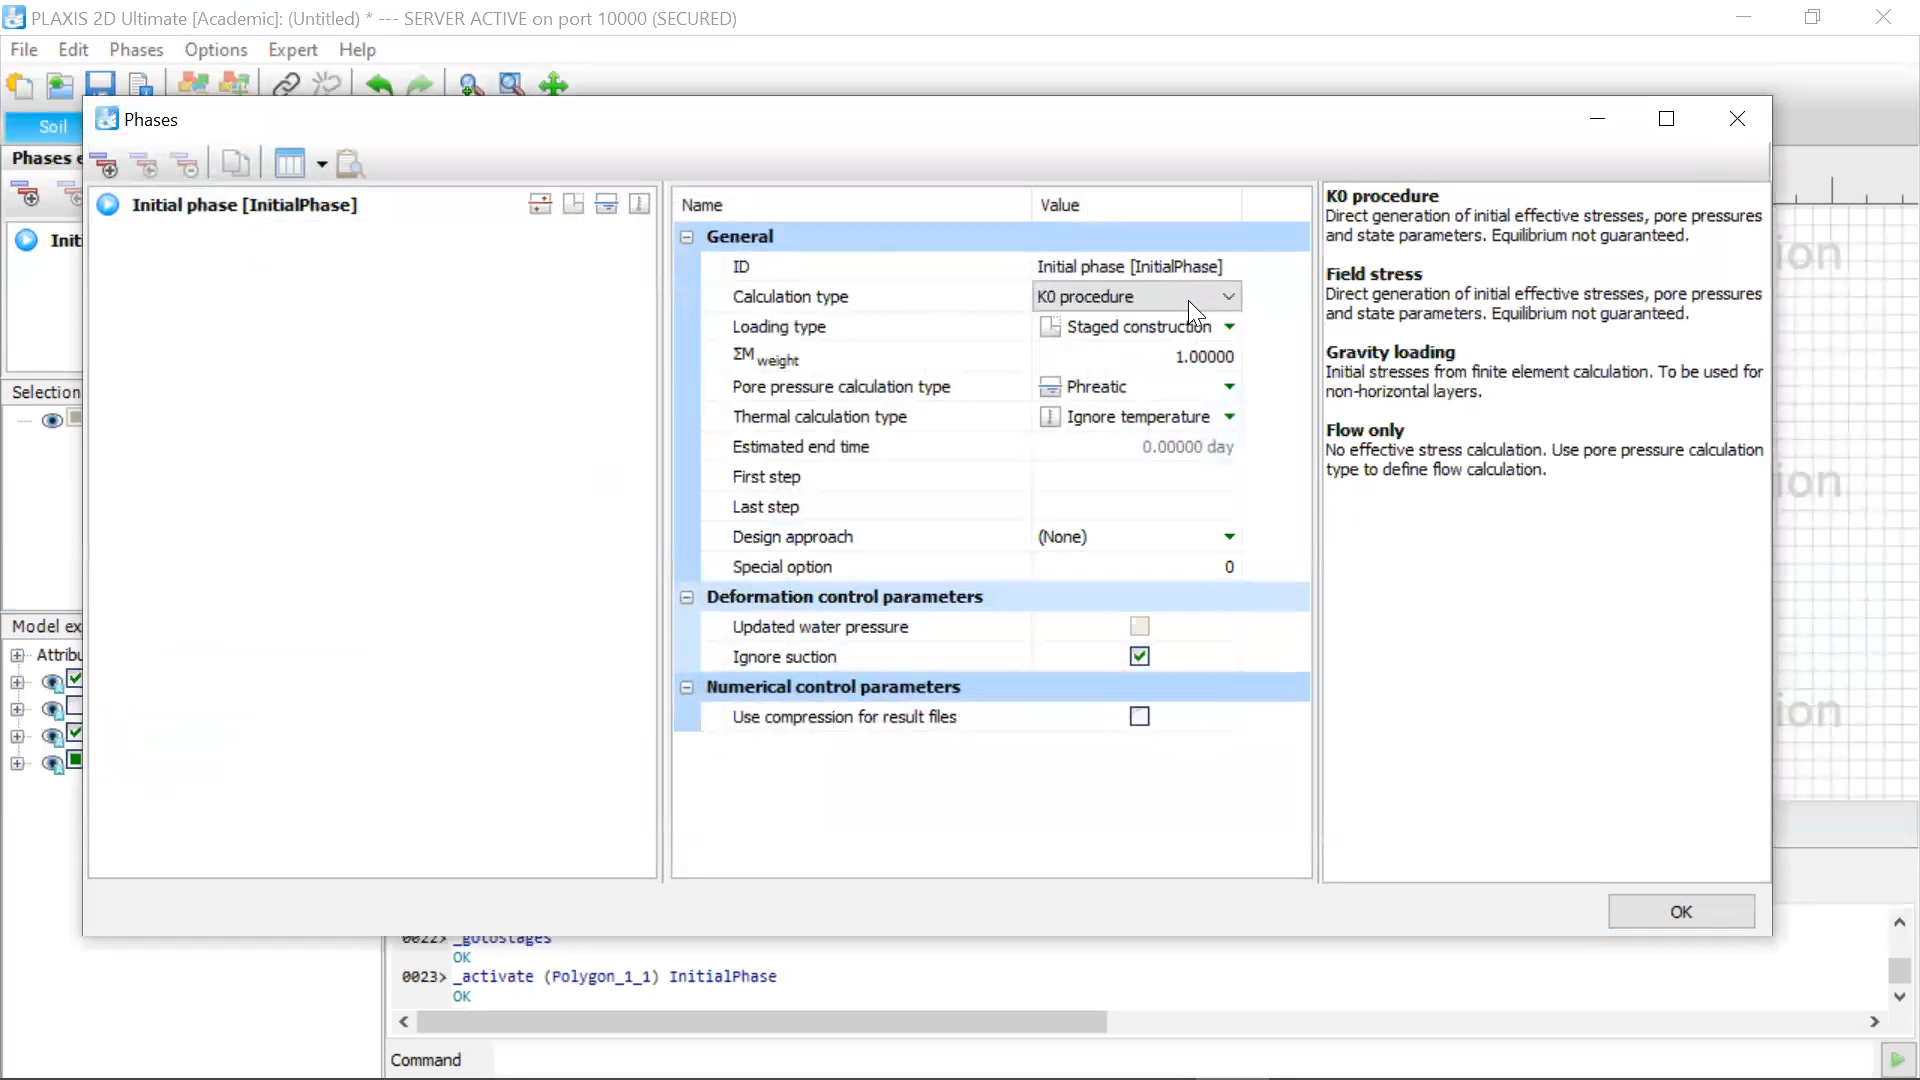 PLAXIS 2D Ultimate [Academic]: (Untitled) * --- SERVER ACTIVE on port 10000 (SECURED)
File Edit Phases Options Expert Help
Soil
Phases
Phases
Initial phase [InitialPhase]
Selection
Name Value
General
ID Initial phase [InitialPhase]
Calculation type K0 procedure
Loading type Staged construction
ΣM weight 1.00000
Pore pressure calculation type Phreatic
Thermal calculation type Ignore temperature
Estimated end time 0.00000 day
First step
Last step
Design approach (None)
Special option 0
Deformation control parameters
Updated water pressure
Ignore suction
Numerical control parameters
Use compression for result files
K0 procedure
Direct generation of initial effective stresses, pore pressures
and state parameters. Equilibrium not guaranteed.
Field stress
Direct generation of initial effective stresses, pore pressures
and state parameters. Equilibrium not guaranteed.
Gravity loading
Initial stresses from finite element calculation. To be used for
non-horizontal layers.
Flow only
No effective stress calculation. Use pore pressure calculation
type to define flow calculation.
OK
0022> _gotostages
OK
0023> _activate (Polygon_1_1) InitialPhase
OK
Command